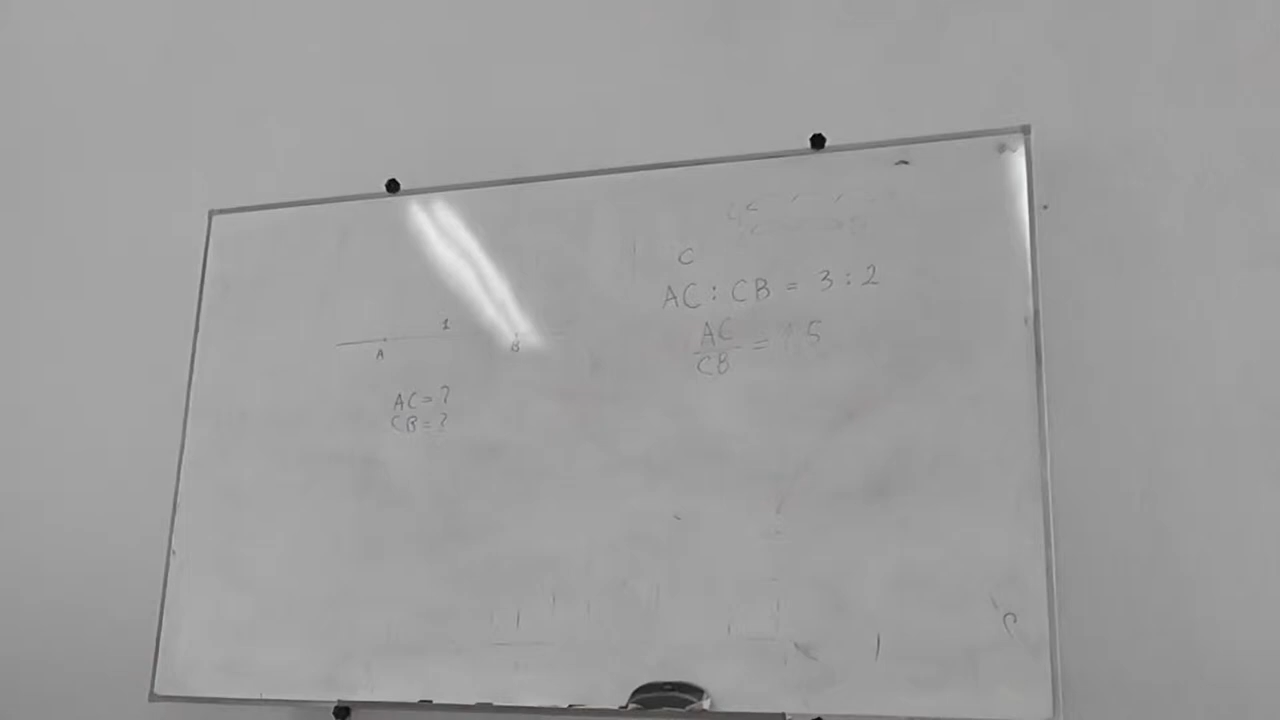 1
A B
AC = ?
CB = ?
C
AC : CB = 3 : 2
AC
CB